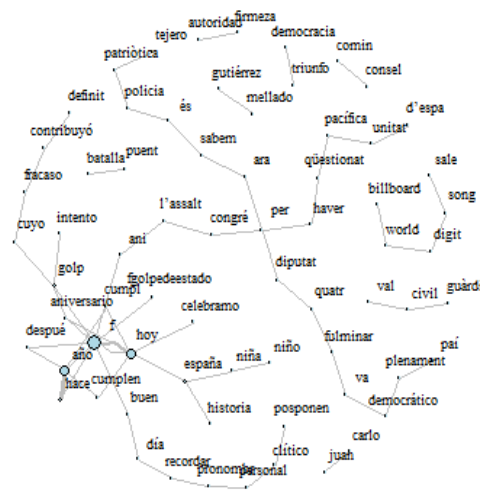 firmeza
autoridad
tejero
democracia
comin
patriòtica
consel
gutiérrez
triunfo
policia
definit
mellado
és
d'espa
pacífica
unitat'
contribuyó
sabem
batalla
puent
ara
qüestionat
sale
fracaso
billboard
l'assalt
song
cuyo
intento
congré
per
haver
world
digit
ani
golp
diputat
cumpl
fgolpedeestado
quatr
val
civil
guàrdi
aniversario
celebramo
despué
f
hoy
fulminar
país
año
españa
niña
niño
plenament
hace
cumplen
va
buen
historia
posponen
democrático
día
carlo
recordar
pronombr
personal
clítico
juan